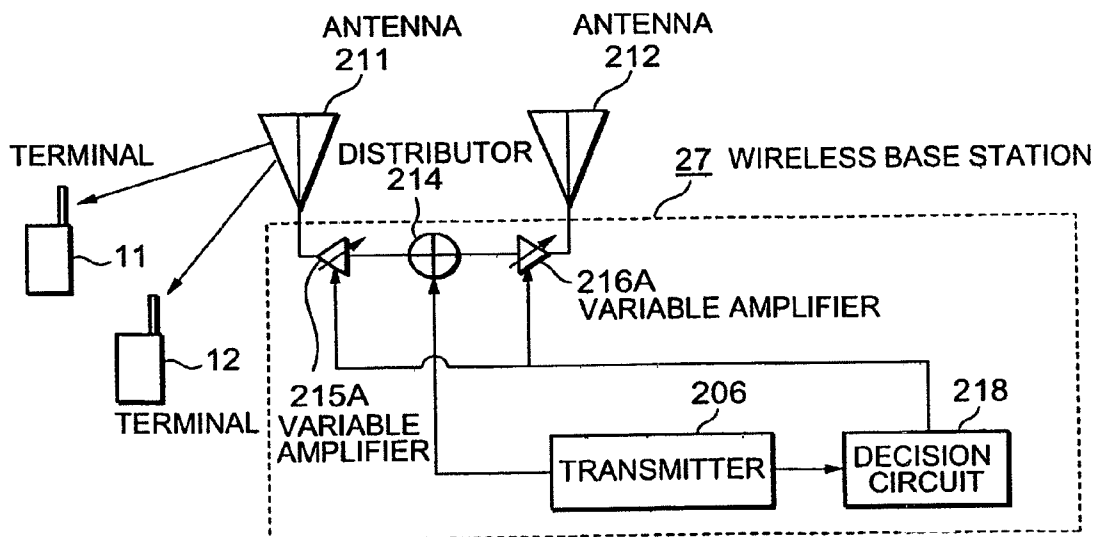 ANTENNA
211
ANTENNA
212
TERMINAL
DISTRIBUTOR
214
27 WIRELESS BASE STATION
11
216A
VARIABLE AMPLIFIER
12
TERMINAL
215A
VARIABLE
AMPLIFIER
206
218
TRANSMITTER
DECISION
CIRCUIT